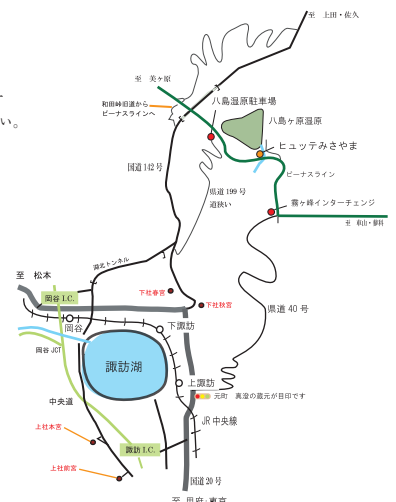 至　上田・佐久
い。
至　美ヶ原
和田峠旧道から
ビーナスラインへ
八島湿原駐車場
八島ヶ原湿原
ヒュッテみさやま
国道142号
ビーナスライン
県道199号
道狭い
霧ヶ峰インターチェンジ
至　車山・蓼科
湖北トンネル
至　松本
下社春宮
岡谷 I.C.
下社秋宮
県道40号
岡谷
下諏訪
岡谷 JCT
諏訪湖
上諏訪
元町　真澄の蔵元が目印です
中央道
JR中央線
上社本宮
諏訪 I.C.
上社前宮
国道20号
至　甲府・東京